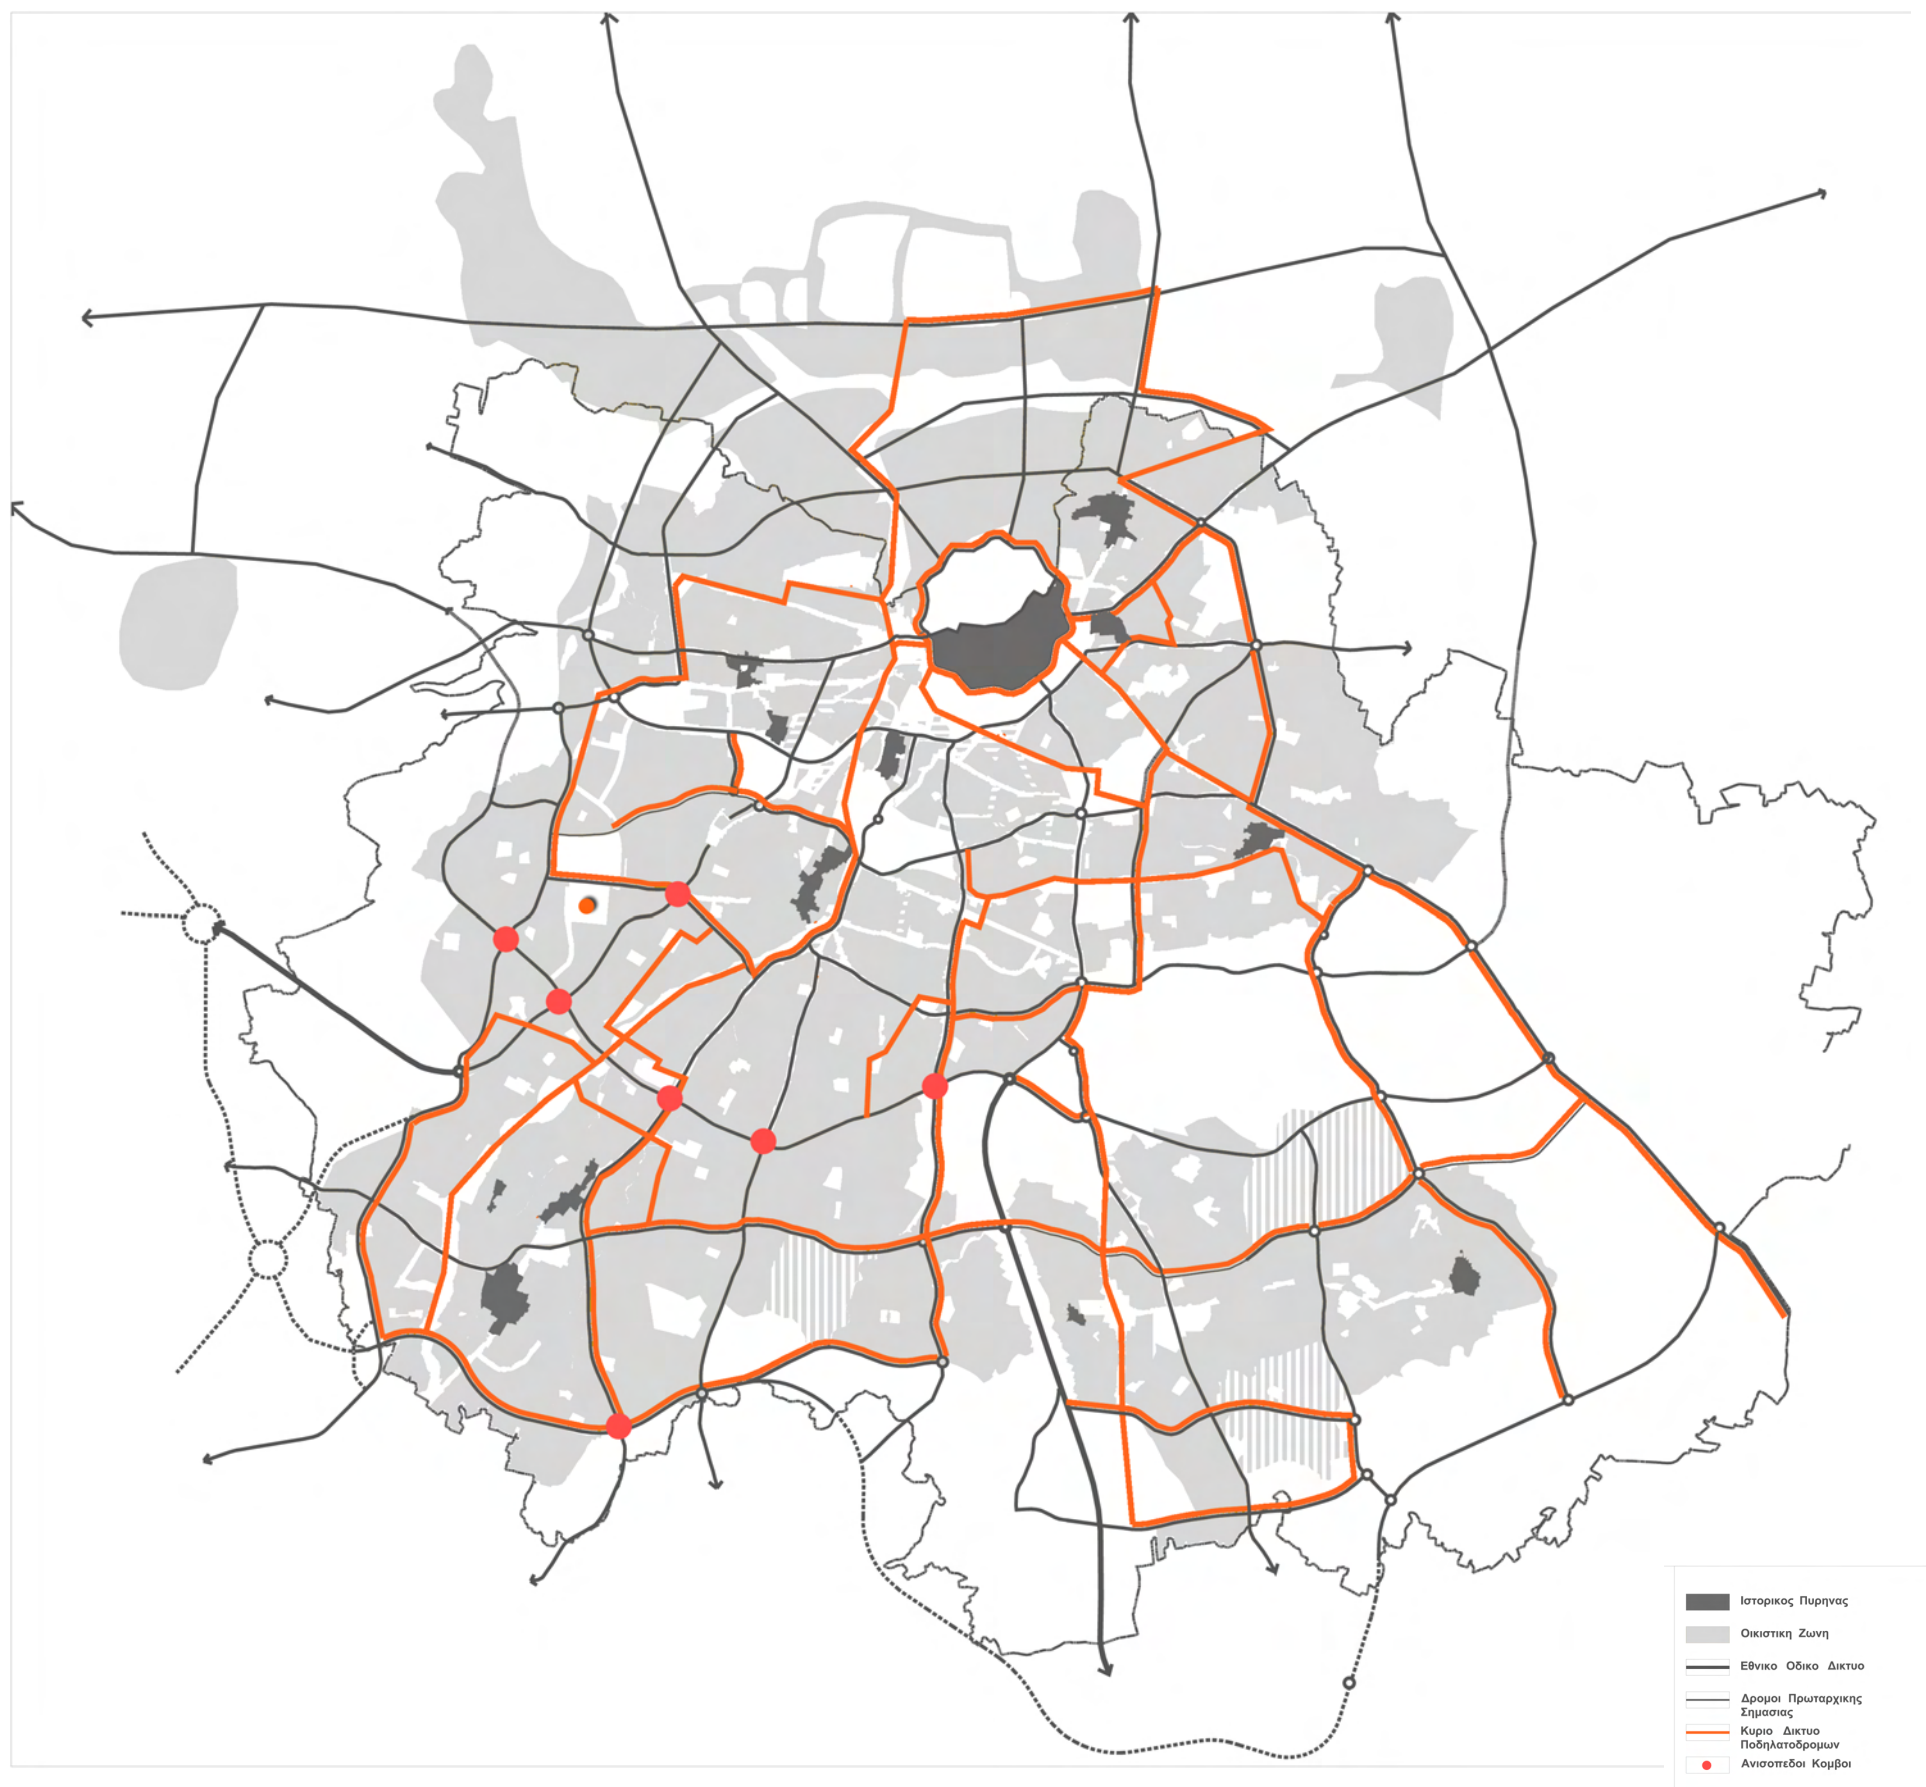 Ιστορικος Πυρηνας
Οικιστικη Ζωνη
Εθνικο Οδικο Δικτυο
Δρομοι Πρωταρχικης
Σημασιας
Κυριο Δικτυο
Ποδηλατοδρομων
Ανισοπεδοι Κομβοι